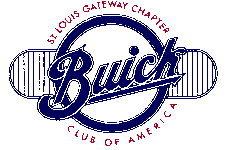 ST. LOUIS GATEWAY CHAPTER
Buick
CLUB OF AMERICA